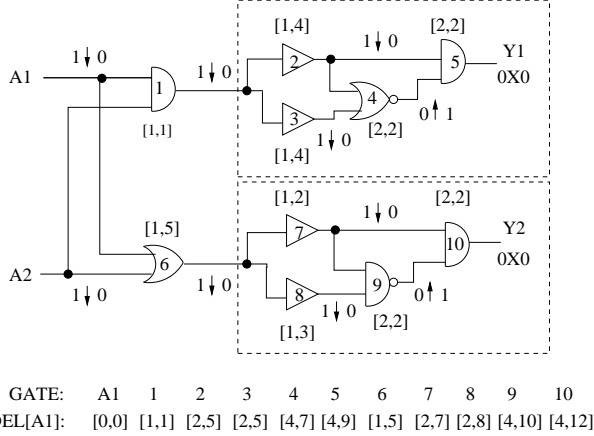 [1,4] 1 0 [2,2]
A1 1 0 1 0 2 5 Y1
0X0
1 4
3 0 1
[1,1] [1,4] 1 0 [2,2]
[1,2] [2,2]
[1,5] 7 1 0 10 Y2
6 0X0
A2 1 0 1 0 8 9 0 1
1 0
[1,3] [2,2]
GATE: A1 1 2 3 4 5 6 7 8 9 10
DEL[A1]: [0,0] [1,1] [2,5] [2,5] [4,7] [4,9] [1,5] [2,7] [2,8] [4,10] [4,12]